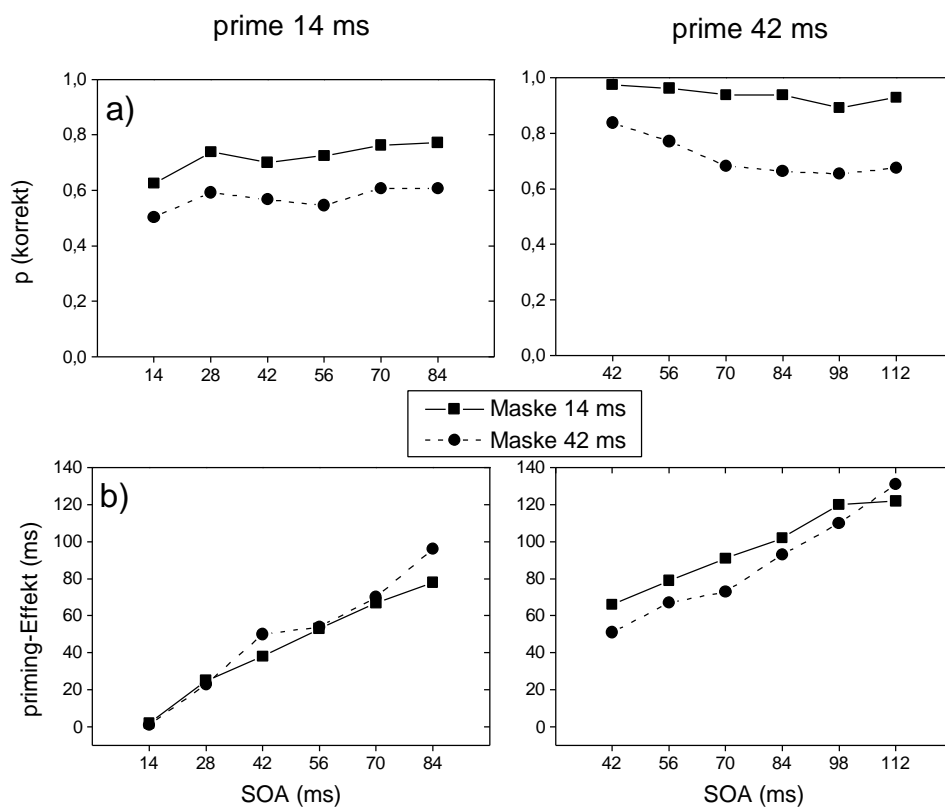 prime 14 ms
prime 42 ms
a)
p (korrekt)
1,0
0,8
0,6
0,4
0,2
0,0
14 28 42 56 70 84
1,0
0,8
0,6
0,4
0,2
0,0
42 56 70 84 98 112
Maske 14 ms
Maske 42 ms
b)
priming-Effekt (ms)
140
120
100
80
60
40
20
0
14 28 42 56 70 84
SOA (ms)
140
120
100
80
60
40
20
0
42 56 70 84 98 112
SOA (ms)